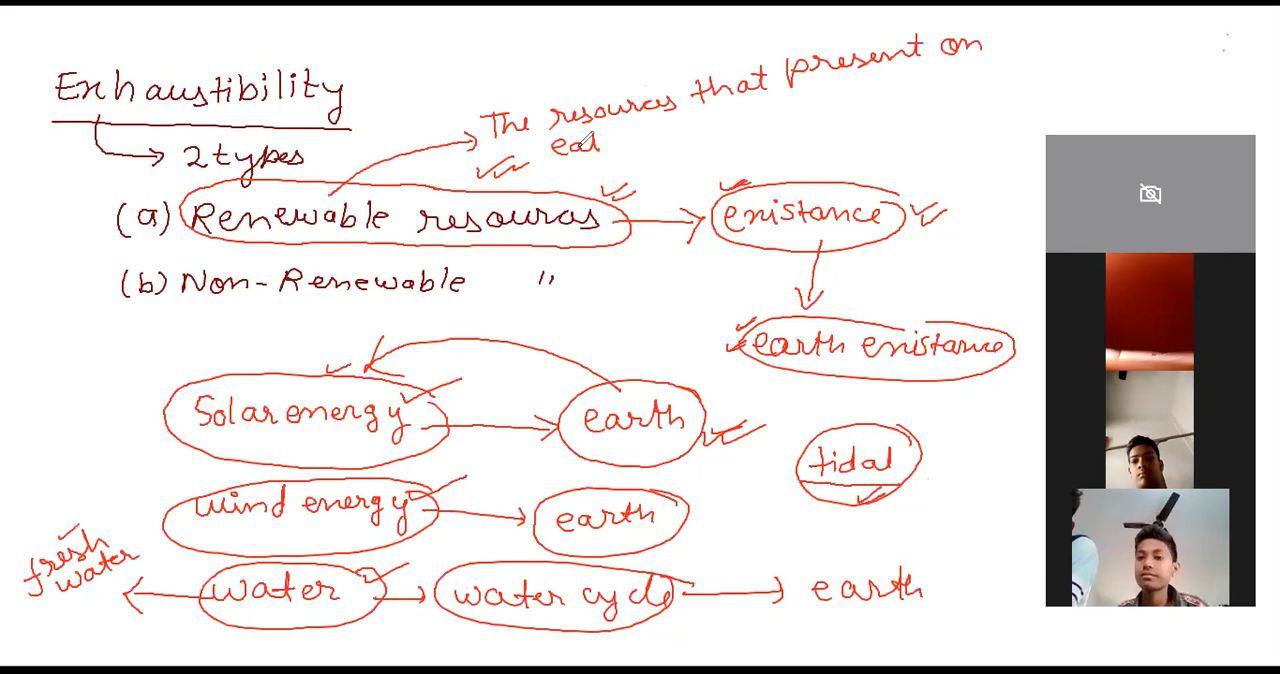 Exhaustibility
The resources that present on
ear
2 types
(a) Renewable resources
existance
(b) Non-Renewable "
earth existance
Solar energy
earth
tidal
wind energy
earth
fresh
water
water
water cycle
earth